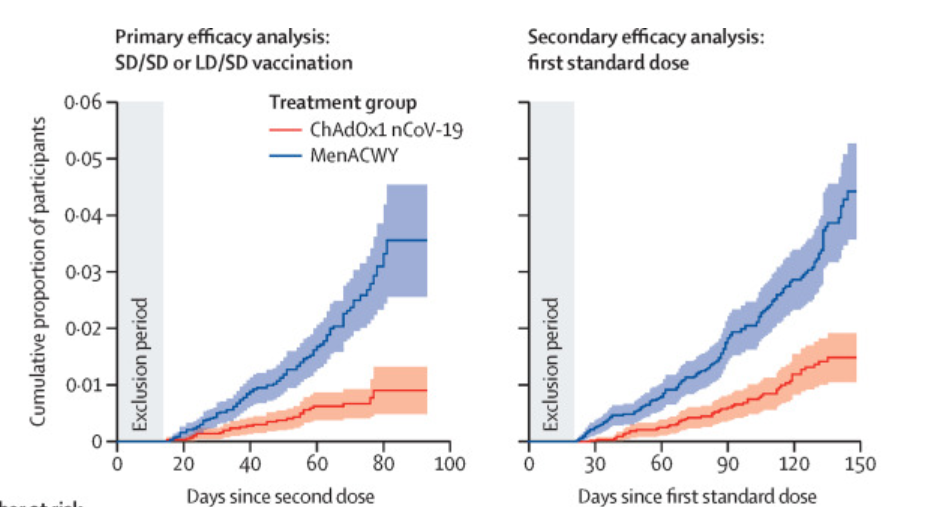 Primary efficacy analysis:
SD/SD or LD/SD vaccination
Secondary efficacy analysis:
first standard dose
Treatment group
ChAdOx1 nCoV-19
MenACWY
Cumulative proportion of participants
0·06
0·05
0·04
0·03
0·02
0·01
0
Exclusion period
Exclusion period
0 20 40 60 80 100
0 30 60 90 120 150
Days since second dose
Days since first standard dose